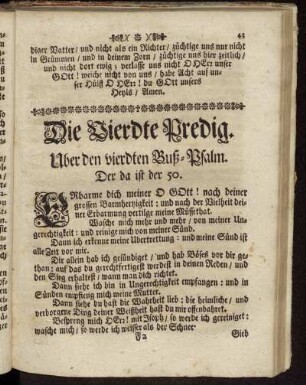 43
diger Vatter / und nicht als ein Richter / züchtige uns nur nicht
in Grümmen / und in deinem Zorn / züchtige uns hier zeitlich /
und nicht dort ewig; verlasse uns nicht O HErr unser
GOtt! weiche nicht von uns / habe Acht auf un-
ser Hülff O HErr! du GOtt unsers
Heyls / Amen.
Die Vierdte Predig.
Uber den vierdten Buß-Psalm.
Der da ist der 50.
ERbarme dich meiner O GOtt! nach deiner
grossen Barmhertzigkeit: und nach der Vielheit dei-
ner Erbarnung vertilge meine Missethat.
Wasche mich mehr und mehr / von meiner Un-
gerechtigkeit: und reinige mich von meiner Sünd.
Dann ich erkenne meine Ubertrettung: und meine Sünd ist
alle Zeit vor mir.
Dir allein hab ich gesündiget / und hab Böses vor dir ge-
than: auf das du gerechtfertiget werdest in deinen Reden / und
den Sieg erhaltest / wann man dich richtet.
Dann siehe ich bin in Ungerechtigkeit empfangen: und in
Sünden empfieng mich meine Mutter.
Dann siehe du hast die Wahrheit lieb: die heimliche / und
verborgene Ding deiner Weißheit hast du mir offenbahret.
Bespreng mich HErr! mit Isoph / so werde ich gereiniget:
wasche mich / so werde ich weisser als der Schnee.
F2 Gieb